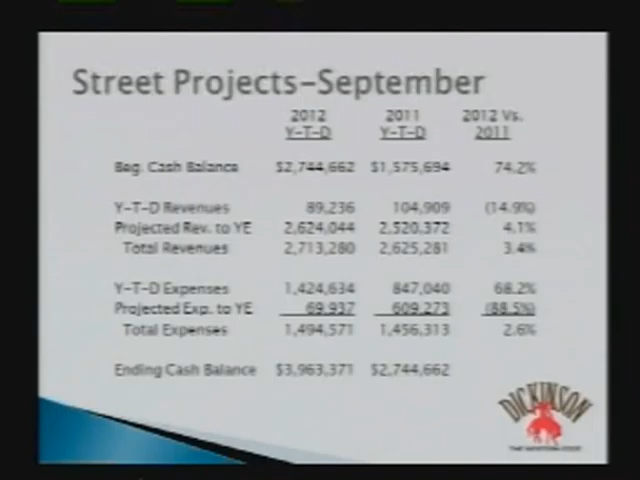 Street Projects–September
2012 2011 2012 Vs.
Y–T–D Y–T–D 2011
Beg. Cash Balance $2,744,662 $1,575,694 74.2%
Y–T–D Revenues 89,236 104,909 (14.9%)
Projected Rev. to YE 2,624,044 2,520,372 4.1%
Total Revenues 2,713,280 2,625,281 3.4%
Y–T–D Expenses 1,424,634 847,040 68.2%
Projected Exp. to YE 69,937 609,273 (88.5%)
Total Expenses 1,494,571 1,456,313 2.6%
Ending Cash Balance $3,963,371 $2,744,662
DICKINSON